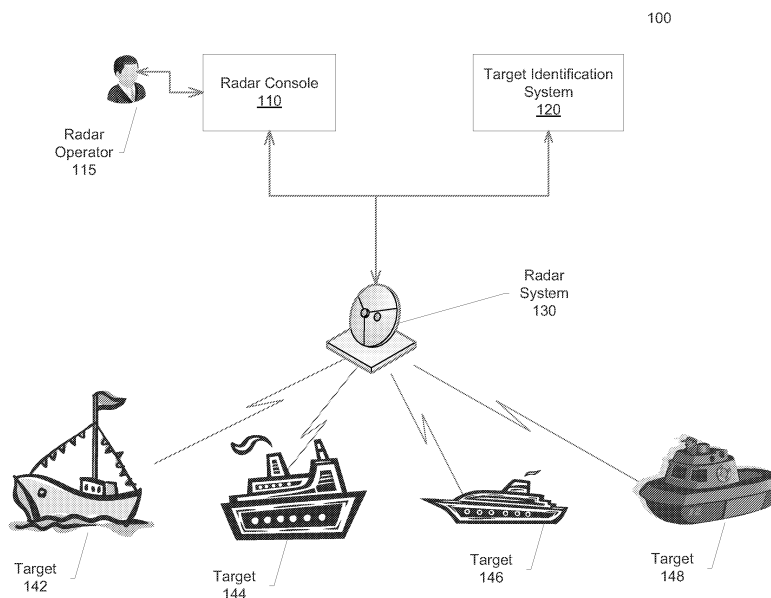 100
Radar Console
110
Target Identification
System
120
Radar
Operator
115
Radar
System
130
Target
142
Target
144
Target
146
Target
148